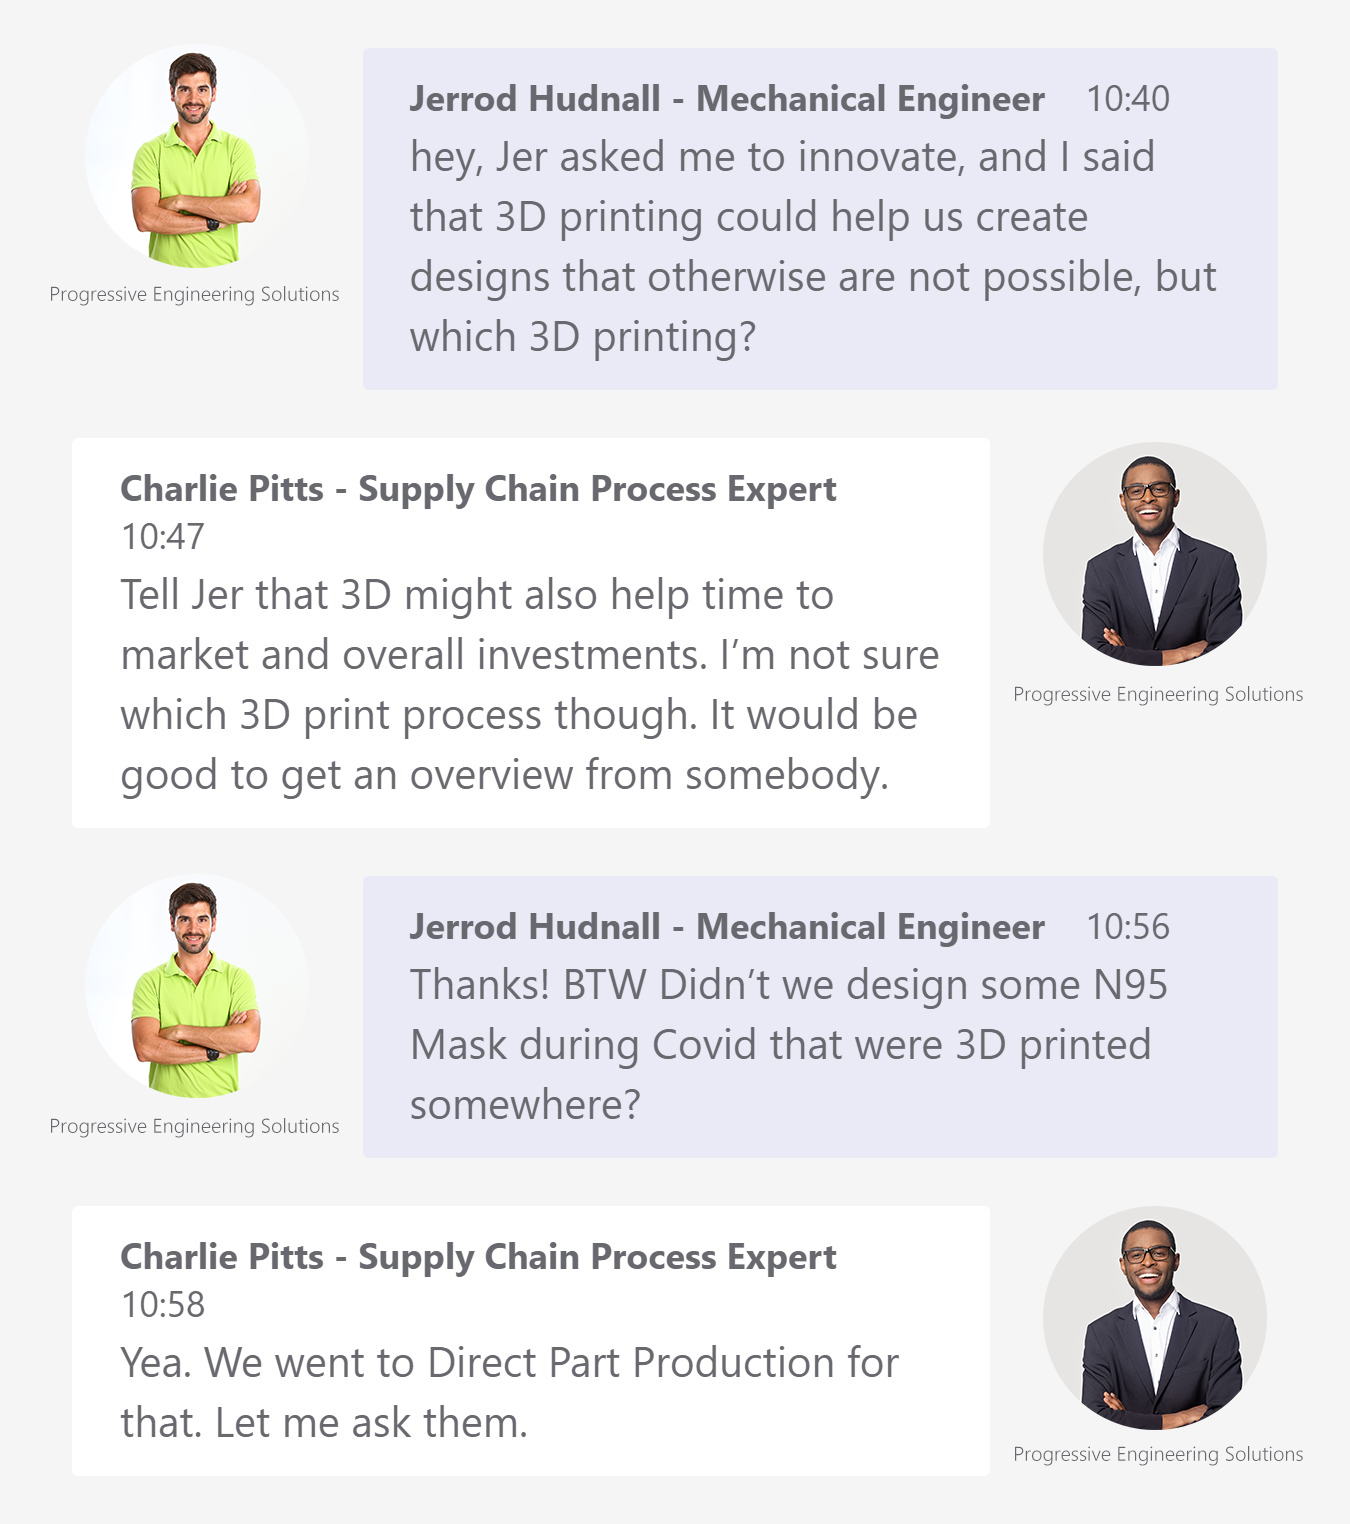 Jerrod Hudnall - Mechanical Engineer 10:40
hey, Jer asked me to innovate, and I said
that 3D printing could help us create
designs that otherwise are not possible, but
which 3D printing?
Progressive Engineering Solutions
Charlie Pitts - Supply Chain Process Expert
10:47
Tell Jer that 3D might also help time to
market and overall investments. I’m not sure
which 3D print process though. It would be
good to get an overview from somebody.
Progressive Engineering Solutions
Jerrod Hudnall - Mechanical Engineer 10:56
Thanks! BTW Didn’t we design some N95
Mask during Covid that were 3D printed
somewhere?
Progressive Engineering Solutions
Charlie Pitts - Supply Chain Process Expert
10:58
Yea. We went to Direct Part Production for
that. Let me ask them.
Progressive Engineering Solutions